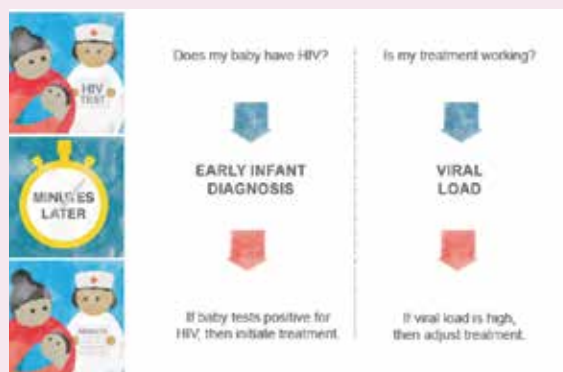 HIV
TEST
MINUTES
LATER
RESULTS
Does my baby have HIV?
EARLY INFANT
DIAGNOSIS
If baby tests positive for
HIV, then initiate treatment.
Is my treatment working?
VIRAL
LOAD
If viral load is high,
then adjust treatment.